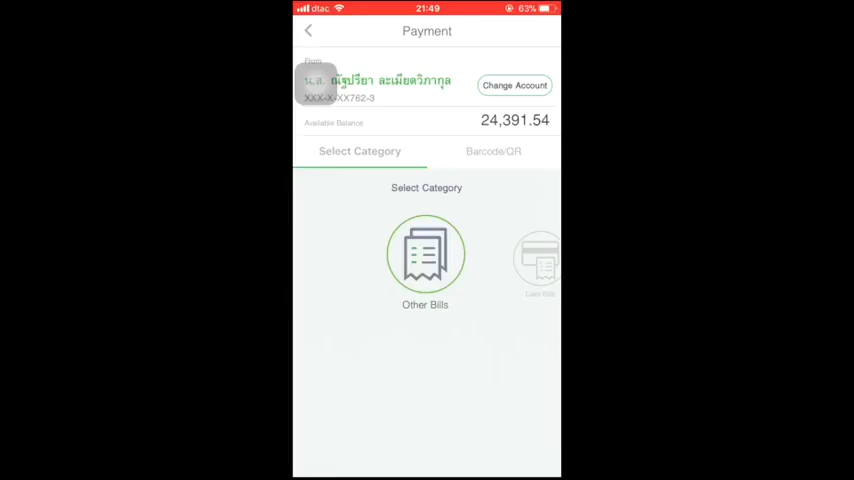 dtac 21:49 63%
Payment
From
น.ส. ณัฐปรียา ละเมียดวิภากุล
Change Account
XXX-X-XX762-3
Available Balance 24,391.54
Select Category Barcode/QR
Select Category
Other Bills